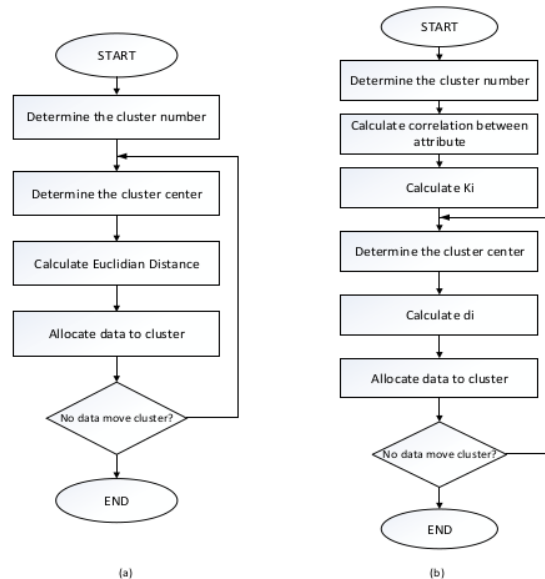 START
Determine the cluster number
Determine the cluster center
Calculate Euclidian Distance
Allocate data to cluster
No data move cluster?
END
(a)
START
Determine the cluster number
Calculate correlation between
attribute
Calculate Ki
Determine the cluster center
Calculate di
Allocate data to cluster
No data move cluster?
END
(b)